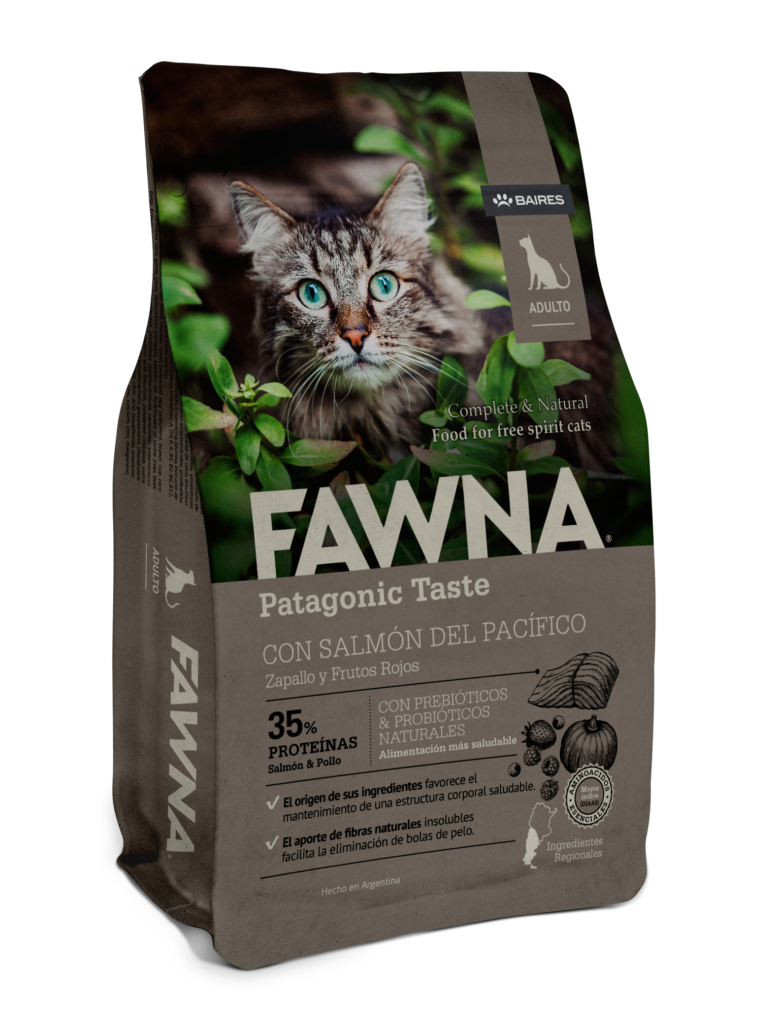 BAIRES
ADULTO
Complete & Natural
Food for free spirit cats
FAWNA®
Patagonic Taste
CON SALMÓN DEL PACÍFICO
Zapallo y Frutos Rojos
35%
PROTEÍNAS
Salmón & Pollo
CON PREBIÓTICOS
& PROBIÓTICOS
NATURALES
Alimentación más saludable
El origen de sus ingredientes favorece el
mantenimiento de una estructura corporal saludable.
El aporte de fibras naturales insolubles
facilita la eliminación de bolas de pelo.
AMINOÁCIDOS
ESENCIALES
Mayor
índice
(DIAAS)
Ingredientes
Regionales
- Hecho en Argentina
ADULTO
FAWNA